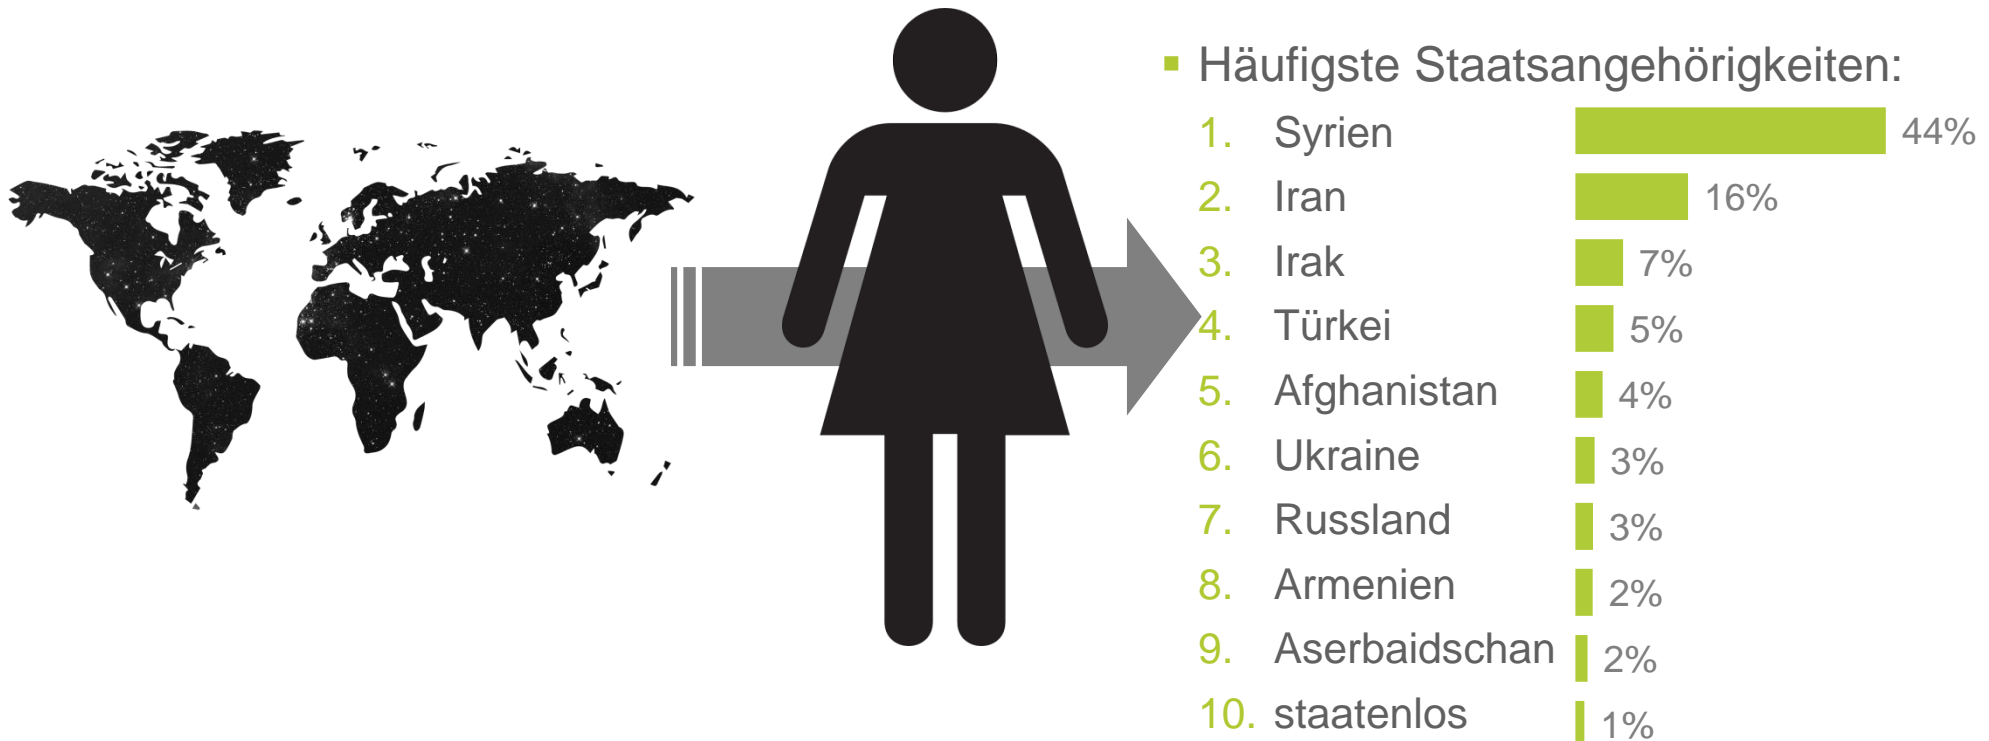 ▪ Häufigste Staatsangehörigkeiten:
1. Syrien 44%
2. Iran 16%
3. Irak 7%
4. Türkei 5%
5. Afghanistan 4%
6. Ukraine 3%
7. Russland 3%
8. Armenien 2%
9. Aserbaidschan 2%
10. staatenlos 1%